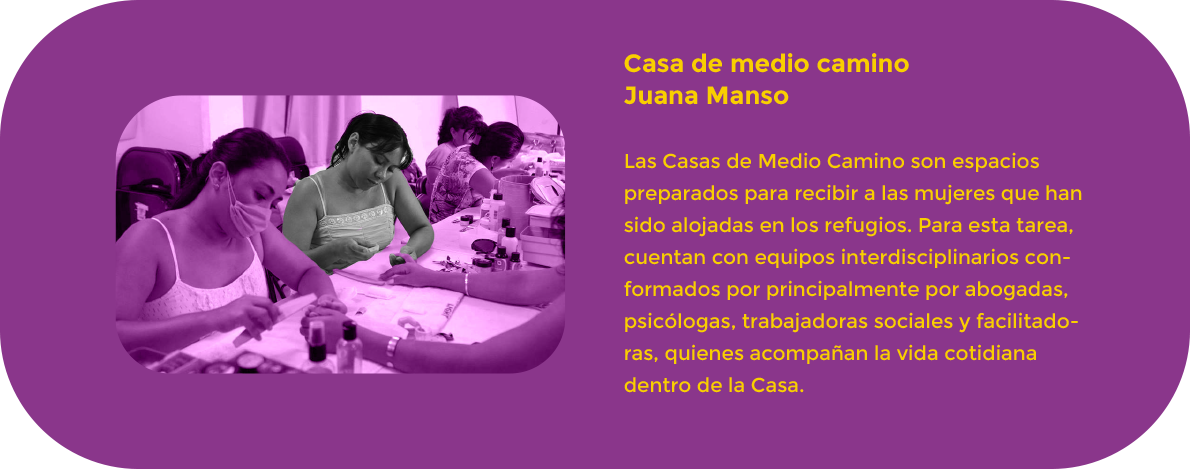 Casa de medio camino
Juana Manso
Las Casas de Medio Camino son espacios
preparados para recibir a las mujeres que han
sido alojadas en los refugios. Para esta tarea,
cuentan con equipos interdisciplinarios con-
formados por principalmente por abogadas,
psicólogas, trabajadoras sociales y facilitado-
ras, quienes acompañan la vida cotidiana
dentro de la Casa.